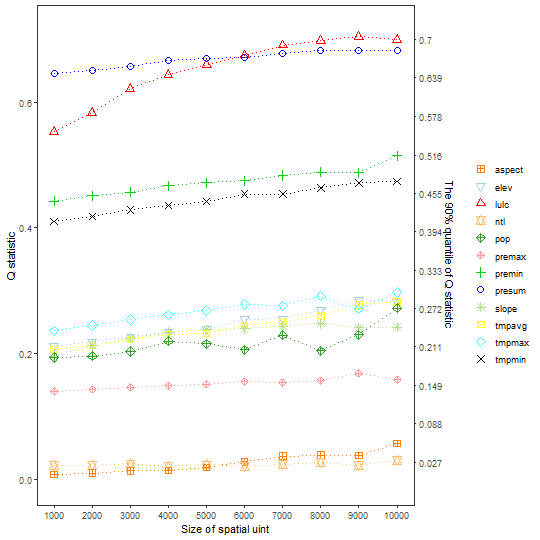 Q statistic
0.6
0.4
0.2
0.0
1000 2000 3000 4000 5000 6000 7000 8000 9000 10000
Size of spatial uint
0.7
0.639
0.578
0.516
0.455
0.394
0.333
0.272
0.211
0.149
0.088
0.027
The 90% quantile of Q statistic
aspect
elev
lulc
ntl
pop
premax
premin
presum
slope
tmpavg
tmpmax
tmpmin